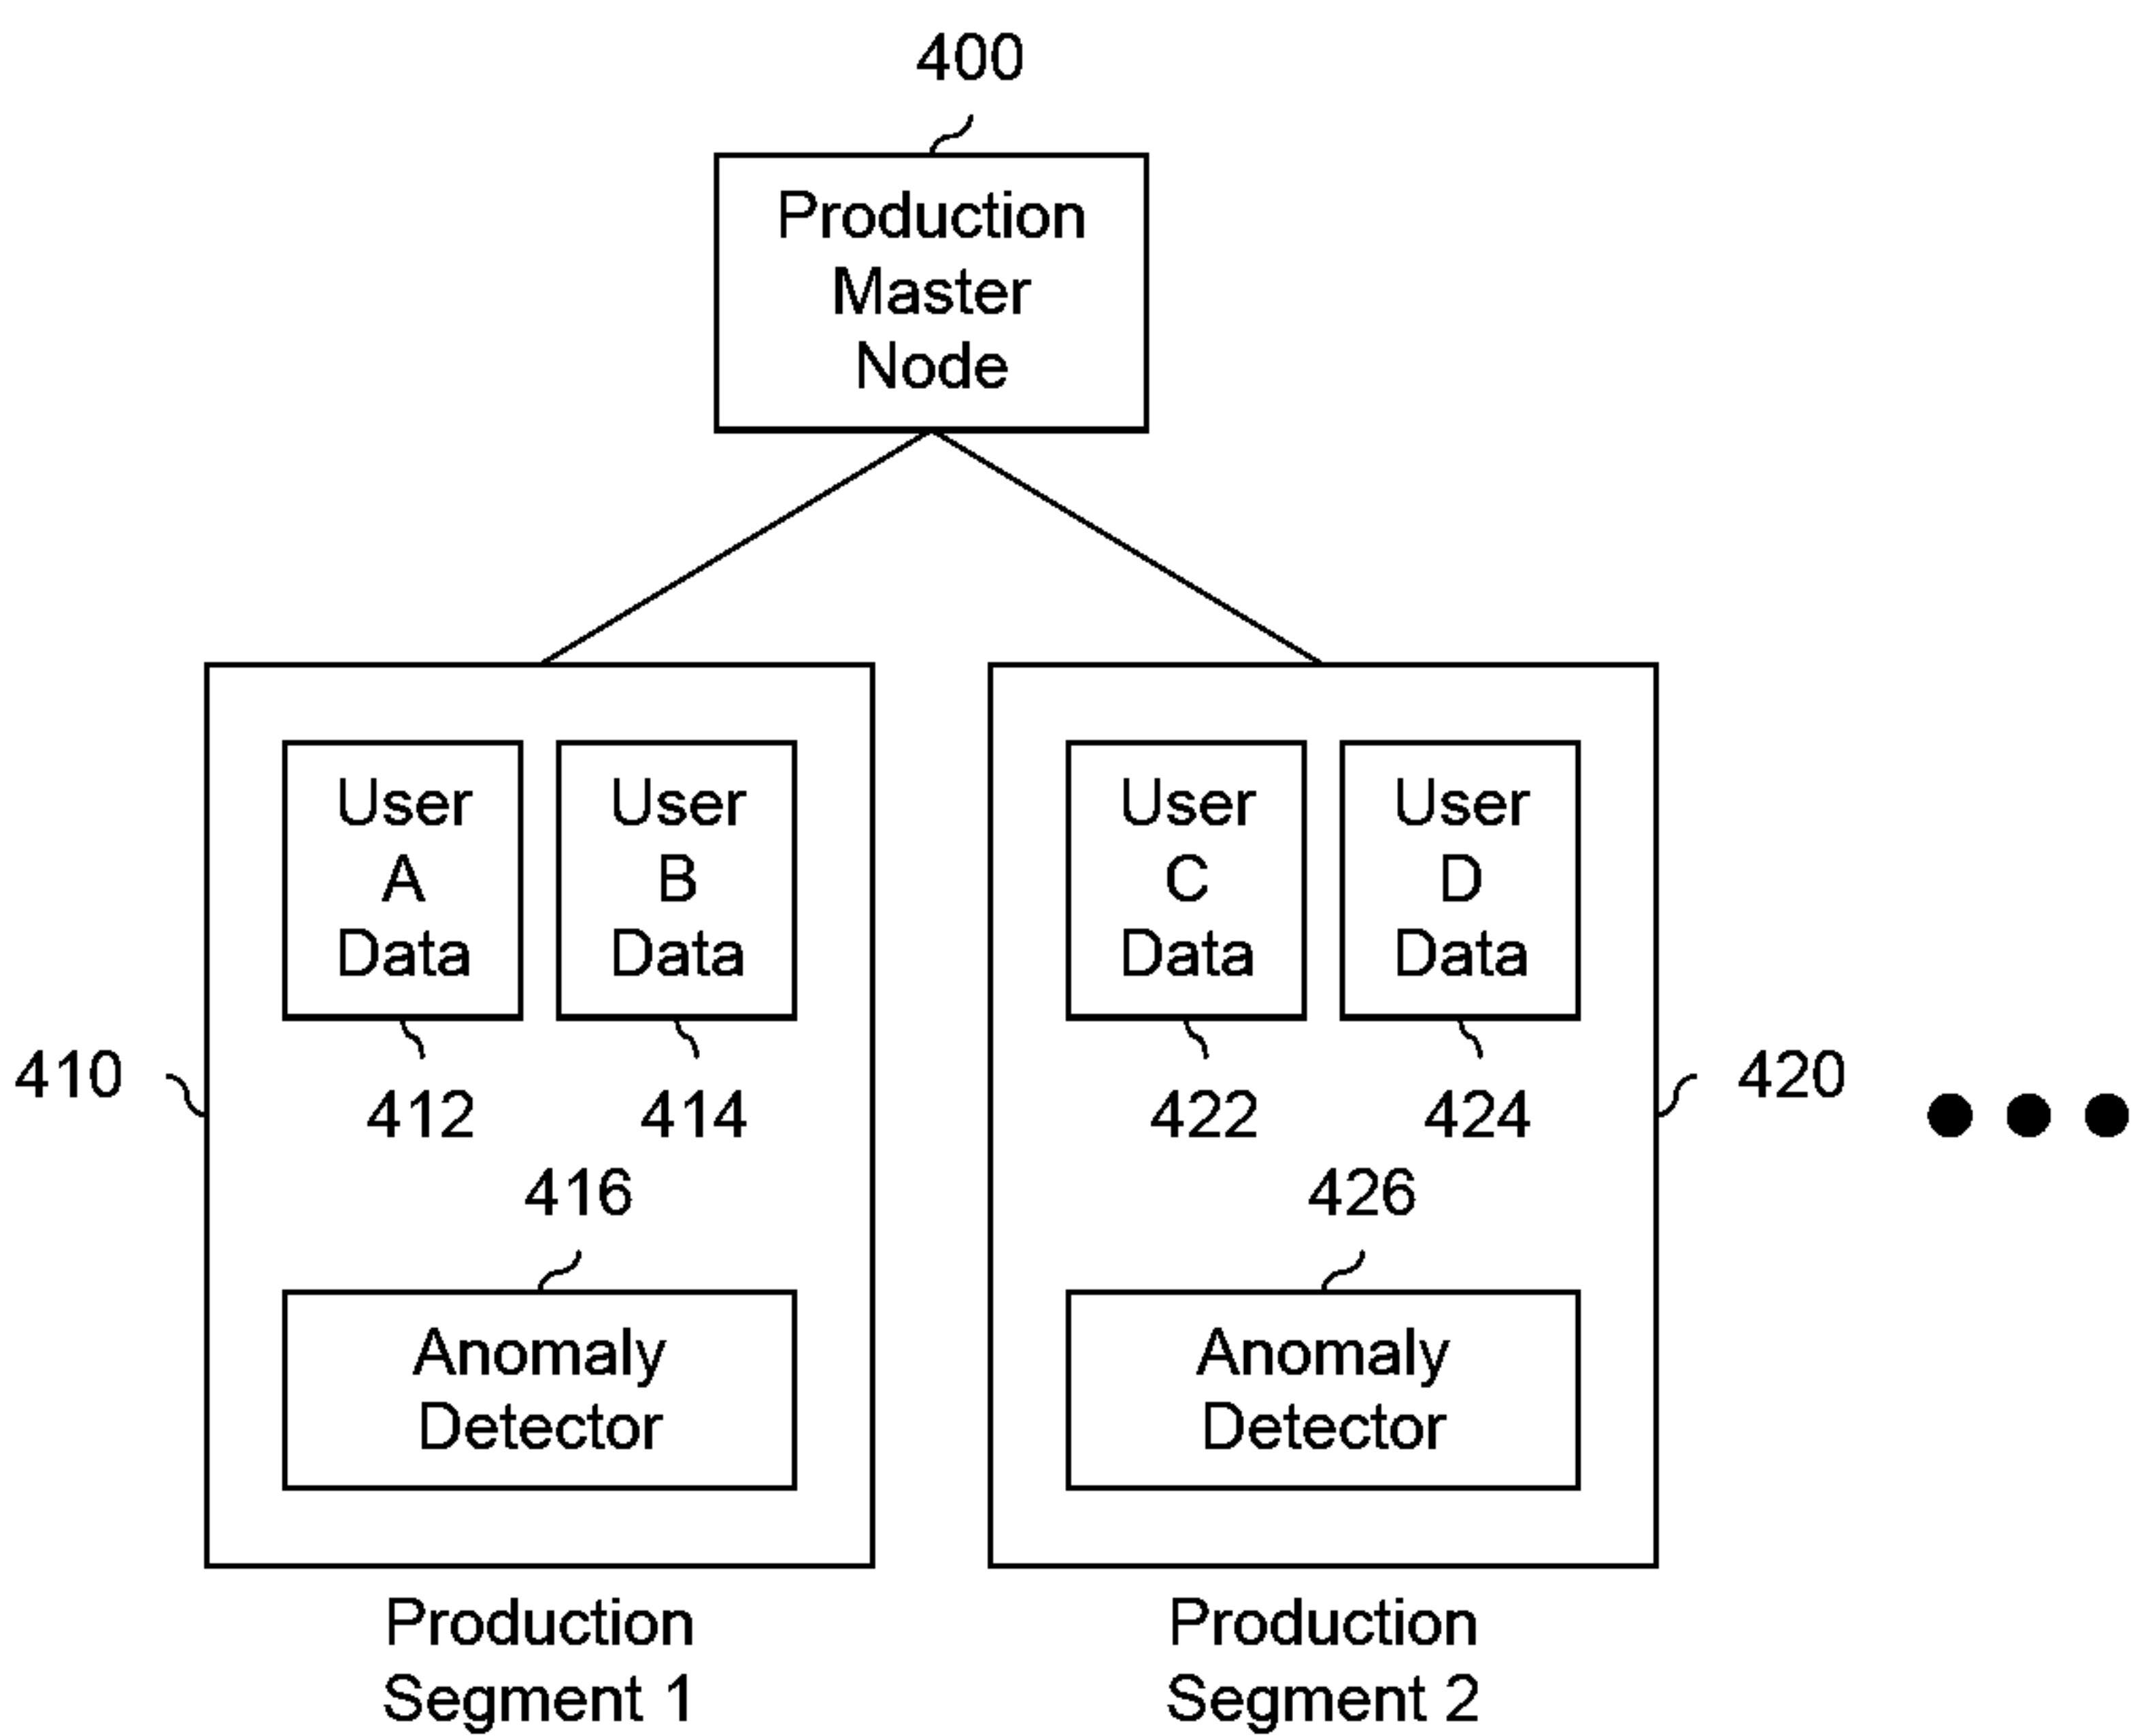 400
Production
Master
Node
User
A
Data
User
B
Data
User
C
Data
User
D
Data
410
412
414
422
424
420
416
426
Anomaly
Detector
Anomaly
Detector
Production
Segment 1
Production
Segment 2